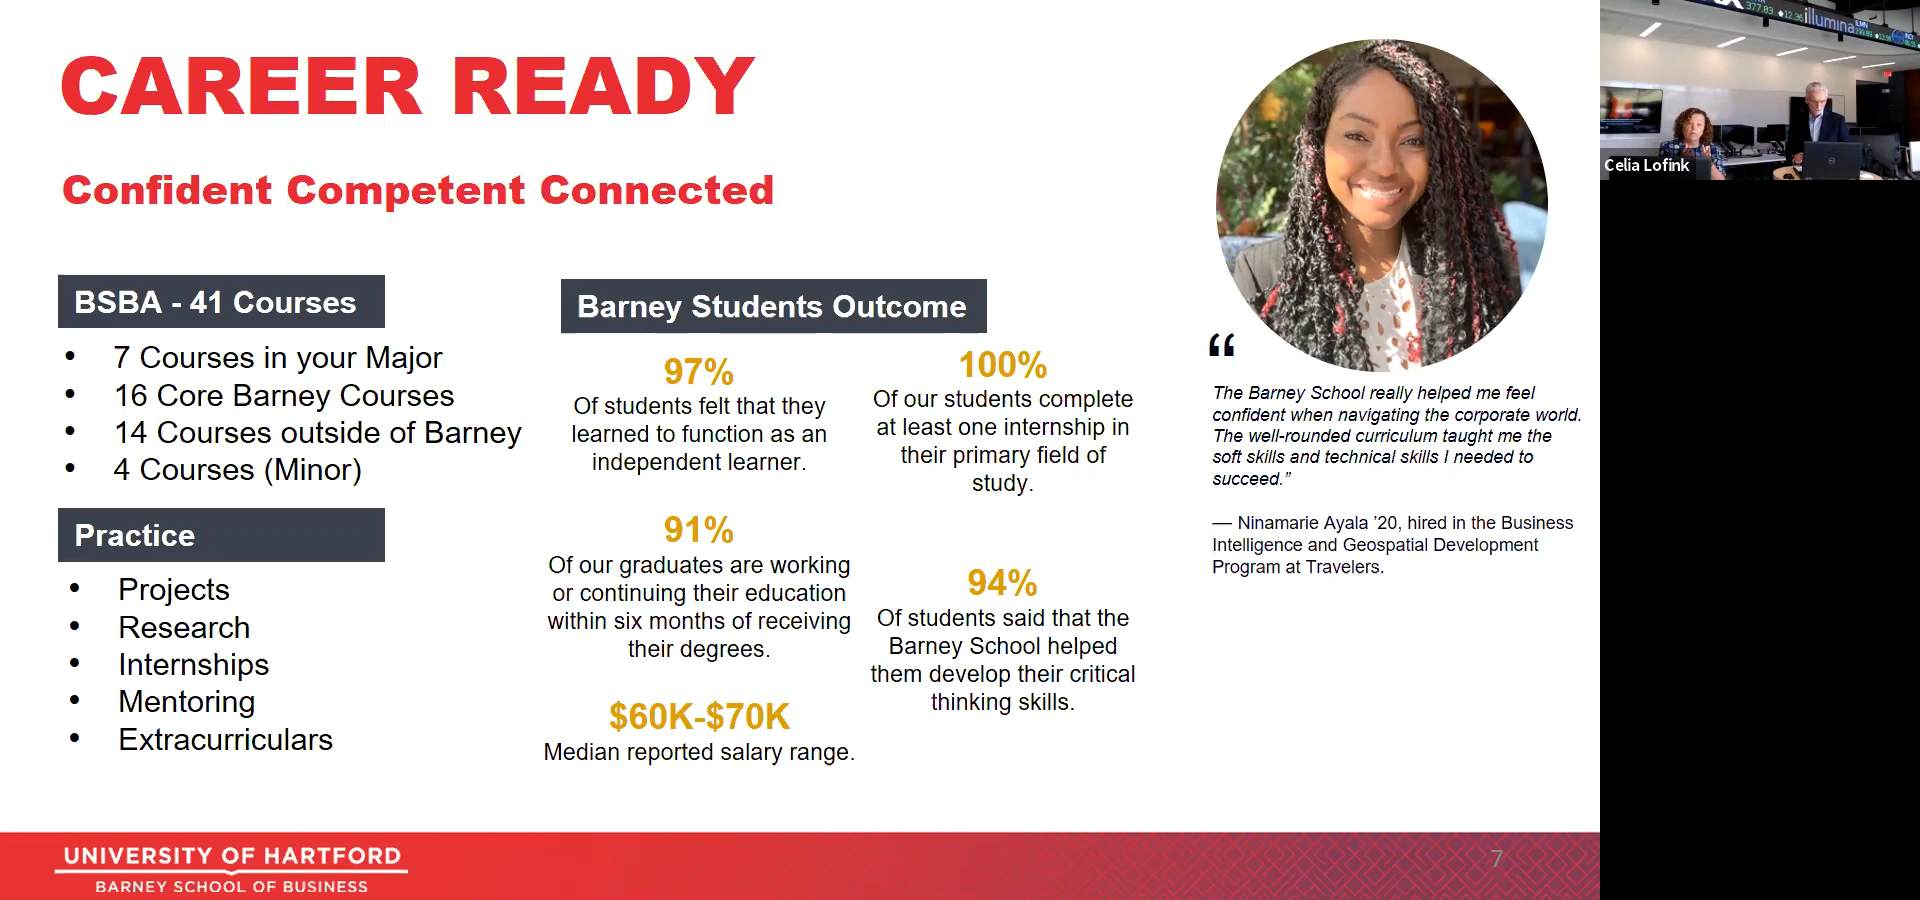 CAREER READY
Confident Competent Connected
BSBA - 41 Courses
• 7 Courses in your Major
• 16 Core Barney Courses
• 14 Courses outside of Barney
• 4 Courses (Minor)
Practice
• Projects
• Research
• Internships
• Mentoring
• Extracurriculars
Barney Students Outcome
97%
Of students felt that they
learned to function as an
independent learner.
91%
Of our graduates are working
or continuing their education
within six months of receiving
their degrees.
$60K-$70K
Median reported salary range.
100%
Of our students complete
at least one internship in
their primary field of
study.
94%
Of students said that the
Barney School helped
them develop their critical
thinking skills.
“
The Barney School really helped me feel
confident when navigating the corporate world.
The well-rounded curriculum taught me the
soft skills and technical skills I needed to
succeed.”
— Ninamarie Ayala ’20, hired in the Business
Intelligence and Geospatial Development
Program at Travelers.
UNIVERSITY OF HARTFORD
BARNEY SCHOOL OF BUSINESS
7
377.03 12.36 illumina
Celia Lofink